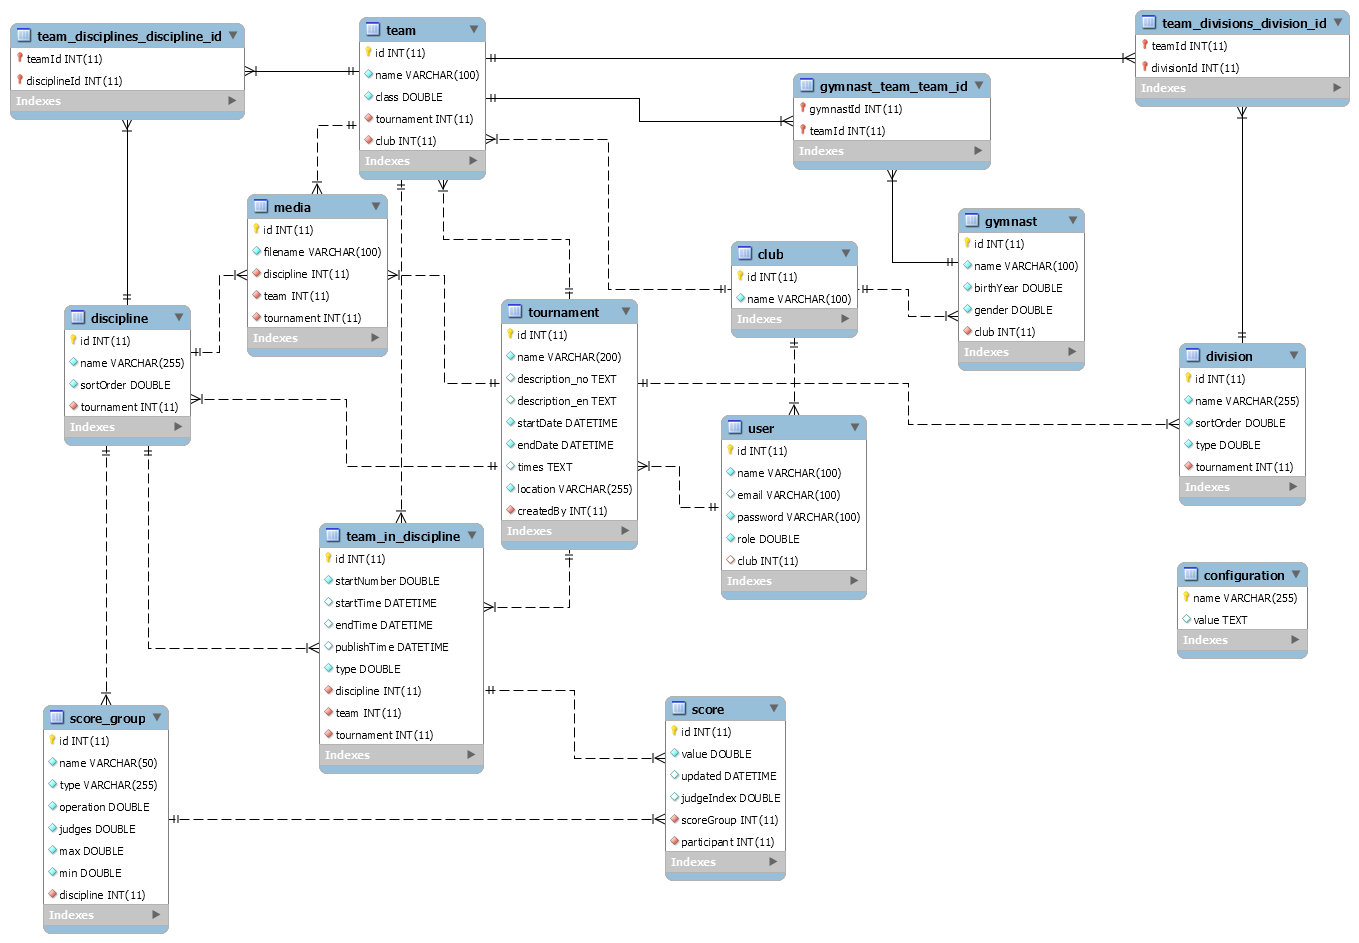 team_disciplines_discipline_id
teamId INT(11)
disciplineId INT(11)
Indexes
team
id INT(11)
name VARCHAR(100)
class DOUBLE
tournament INT(11)
club INT(11)
Indexes
team_divisions_division_id
teamId INT(11)
divisionId INT(11)
Indexes
gymnast_team_team_id
gymnastId INT(11)
teamId INT(11)
Indexes
media
id INT(11)
filename VARCHAR(100)
discipline INT(11)
team INT(11)
tournament INT(11)
Indexes
gymnast
id INT(11)
name VARCHAR(100)
birthYear DOUBLE
gender DOUBLE
club INT(11)
Indexes
club
id INT(11)
name VARCHAR(100)
Indexes
discipline
id INT(11)
name VARCHAR(255)
sortOrder DOUBLE
tournament INT(11)
Indexes
tournament
id INT(11)
name VARCHAR(200)
description_no TEXT
description_en TEXT
startDate DATETIME
endDate DATETIME
times TEXT
location VARCHAR(255)
createdBy INT(11)
Indexes
division
id INT(11)
name VARCHAR(255)
sortOrder DOUBLE
type DOUBLE
tournament INT(11)
Indexes
user
id INT(11)
name VARCHAR(100)
email VARCHAR(100)
password VARCHAR(100)
role DOUBLE
club INT(11)
Indexes
team_in_discipline
id INT(11)
startNumber DOUBLE
startTime DATETIME
endTime DATETIME
publishTime DATETIME
type DOUBLE
discipline INT(11)
team INT(11)
tournament INT(11)
Indexes
configuration
name VARCHAR(255)
value TEXT
Indexes
score_group
id INT(11)
name VARCHAR(50)
type VARCHAR(255)
operation DOUBLE
judges DOUBLE
max DOUBLE
min DOUBLE
discipline INT(11)
Indexes
score
id INT(11)
value DOUBLE
updated DATETIME
judgeIndex DOUBLE
scoreGroup INT(11)
participant INT(11)
Indexes